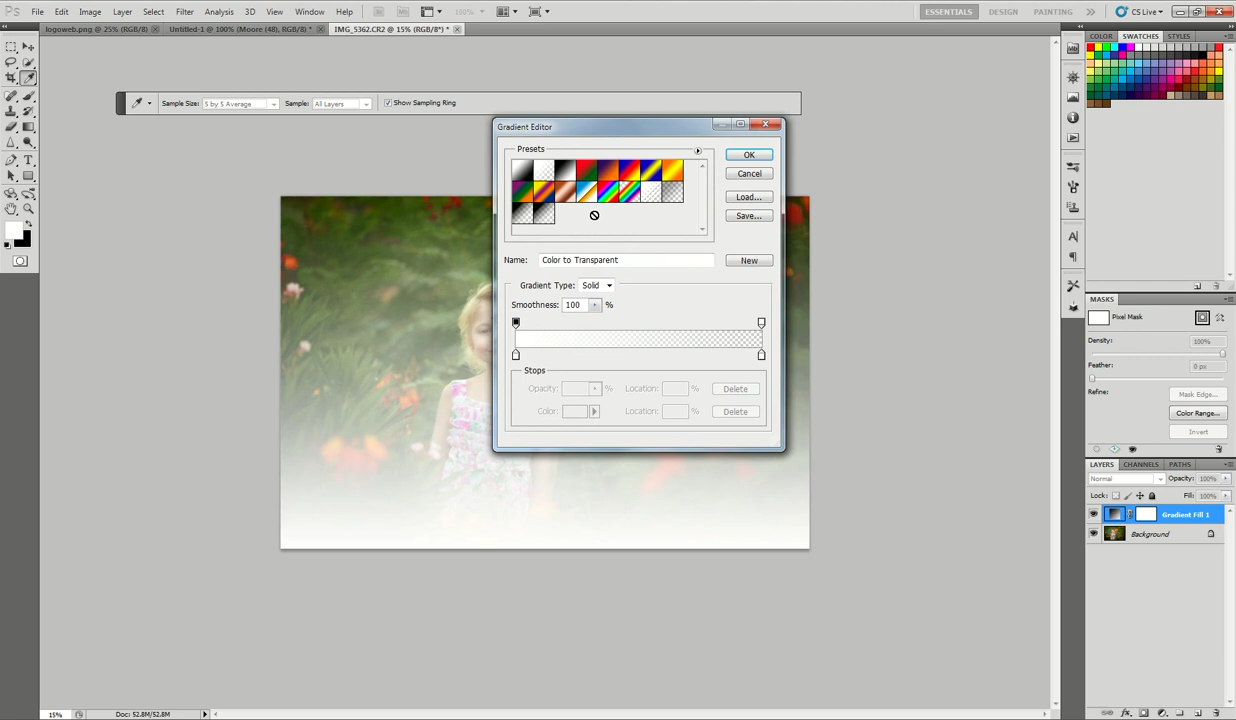 Ps File Edit Image Layer Select Filter Analysis 3D View Window Help 100% ESSENTIALS DESIGN PAINTING CS Live
logoweb.png @ 25% (RGB/8) Untitled-1 @ 100% (Moore (48), RGB/8) * IMG_5362.CR2 @ 15% (RGB/8*) *
COLOR SWATCHES STYLES
Sample Size: 5 by 5 Average Sample: All Layers Show Sampling Ring
Gradient Editor
Presets
OK
Cancel
Load...
Save...
Name: Color to Transparent New
Gradient Type: Solid
Smoothness: 100 %
Stops
Opacity: % Location: % Delete
Color: Location: % Delete
MASKS
Pixel Mask
Density: 100%
Feather: 0 px
Refine: Mask Edge...
Color Range...
Invert
LAYERS CHANNELS PATHS
Normal Opacity: 100%
Lock: Fill: 100%
Gradient Fill 1
Background
15% Doc: 52.8M/52.8M